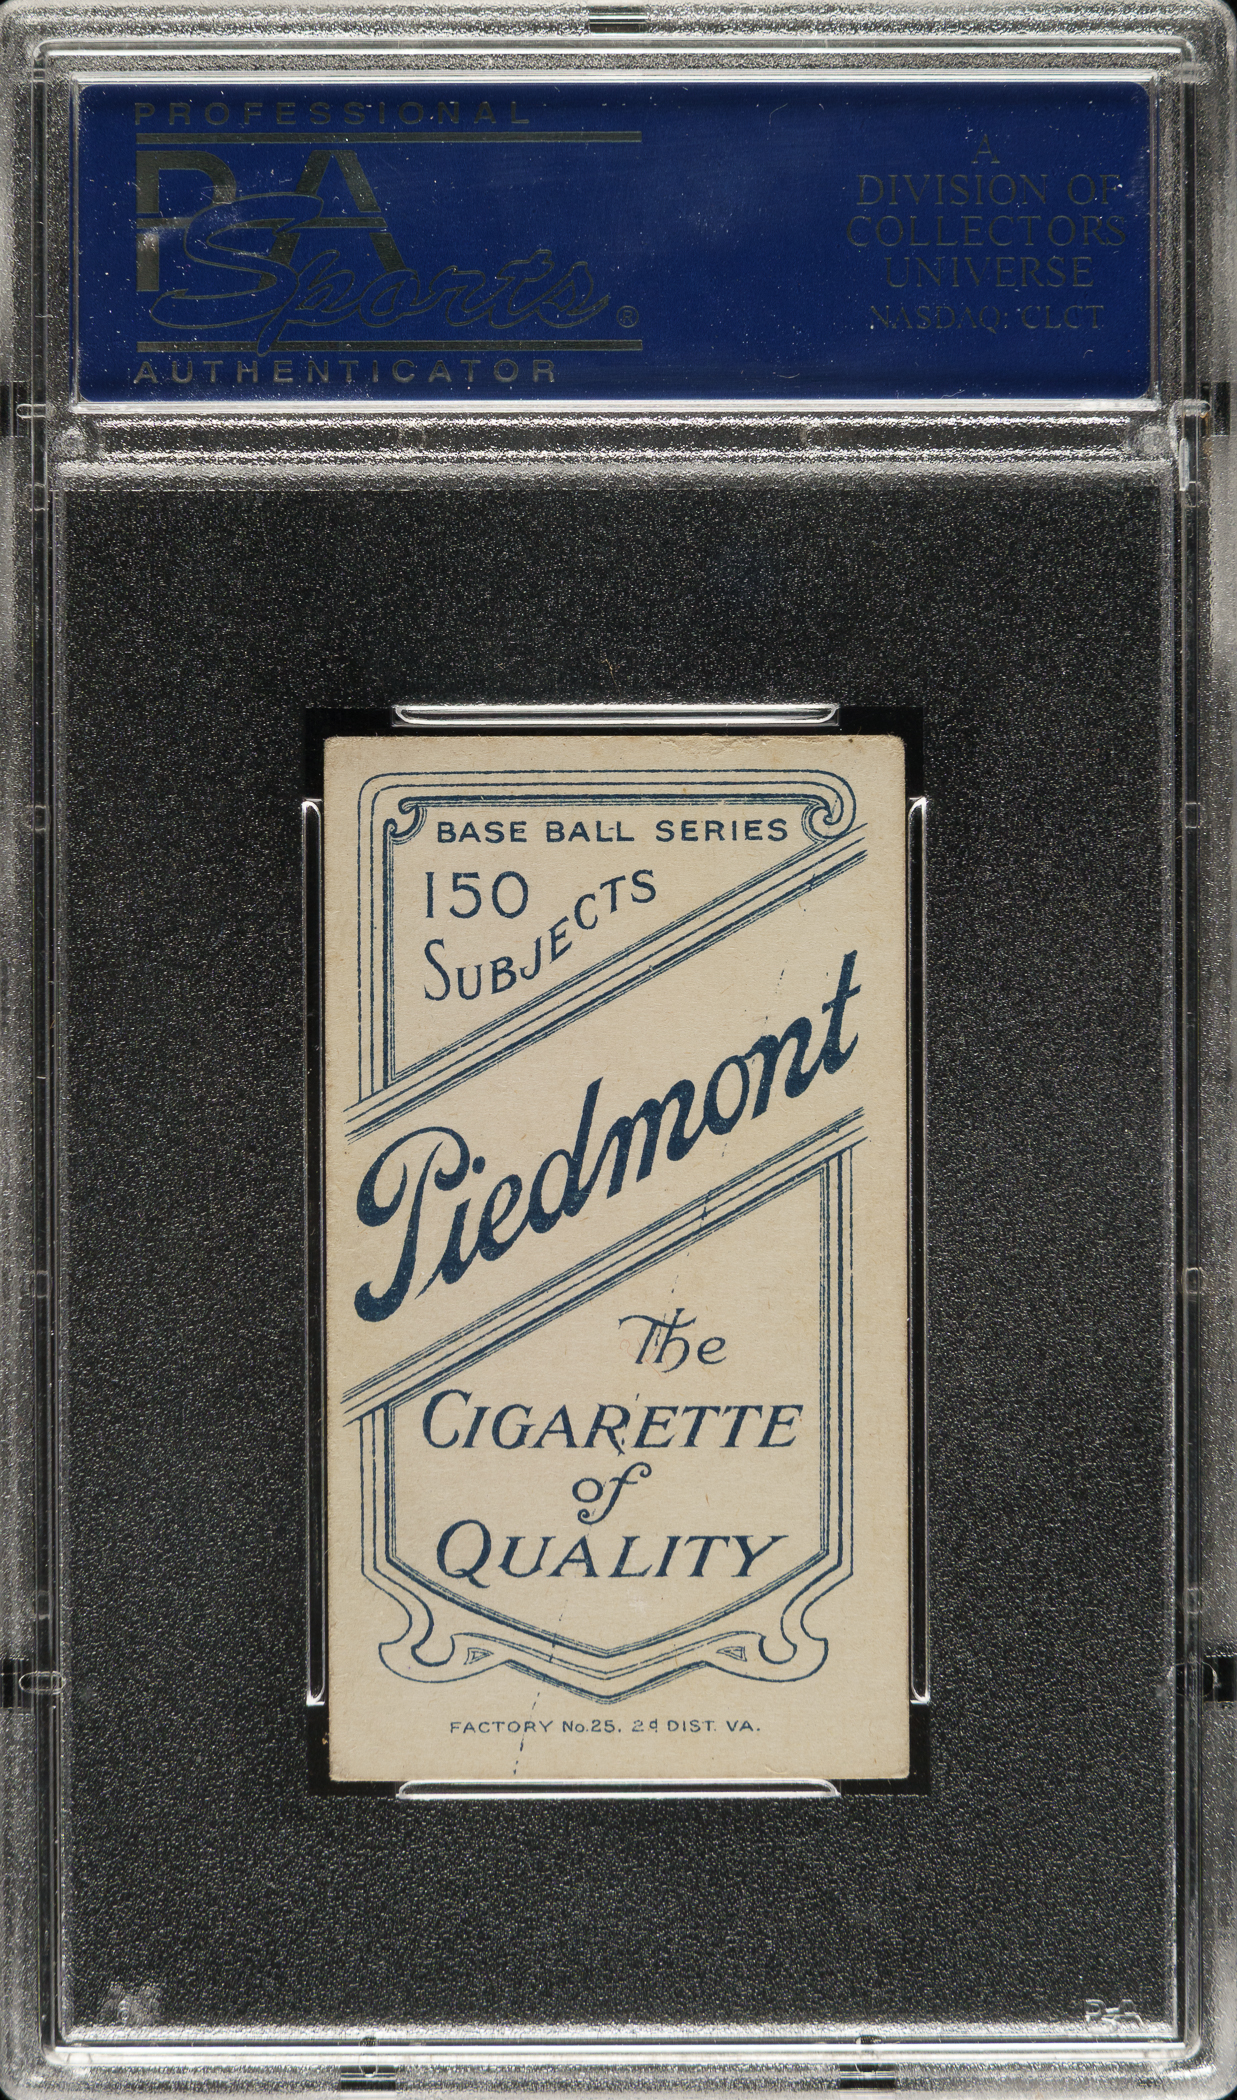 PROFESSIONAL
PSA
Sports®
AUTHENTICATOR
A
DIVISION OF
COLLECTORS
UNIVERSE
NASDAQ: CLCT
BASE BALL SERIES
150
SUBJECTS
Piedmont
The
CIGARETTE
of
QUALITY
FACTORY No.25. 2d DIST. VA.
PSA